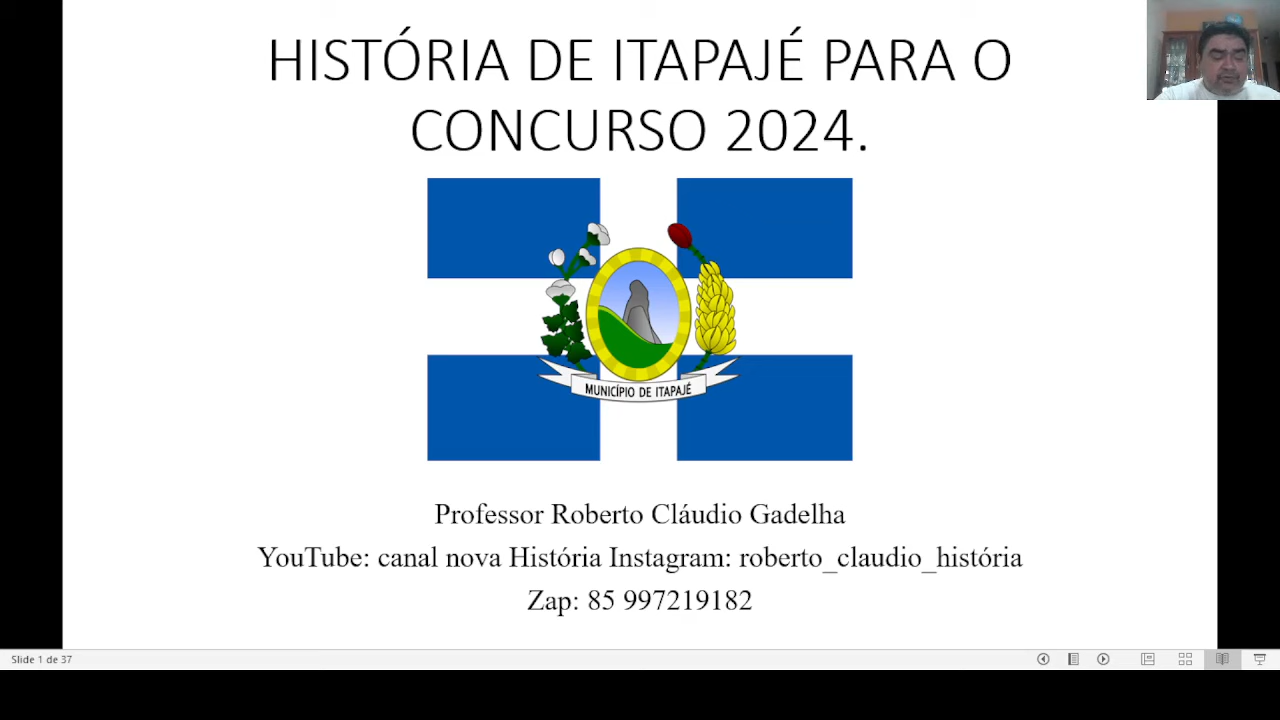 HISTÓRIA DE ITAPAJÉ PARA O
CONCURSO 2024.
MUNICÍPIO DE ITAPAJÉ
Professor Roberto Cláudio Gadelha
YouTube: canal nova História Instagram: roberto_claudio_história
Zap: 85 997219182
Slide 1 de 37